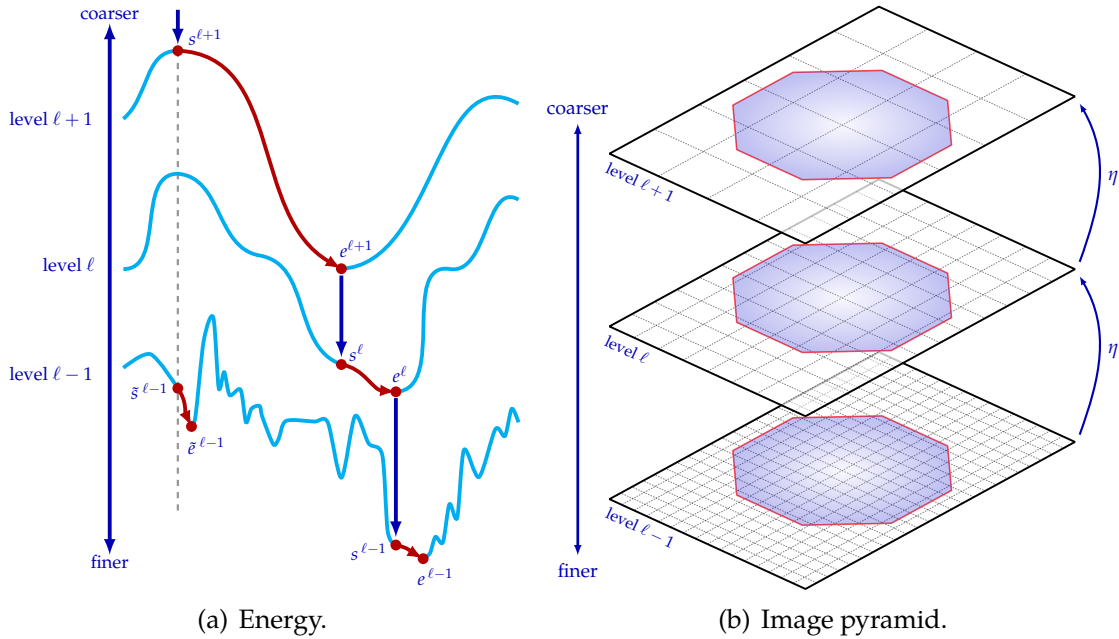 coarser
s^{ℓ+1}
level ℓ + 1
e^{ℓ+1}
level ℓ
s^ℓ
level ℓ − 1
e^ℓ
s̃^{ℓ−1}
ẽ^{ℓ−1}
s^{ℓ−1}
e^{ℓ−1}
finer
(a) Energy.
coarser
level ℓ + 1
η
level ℓ
η
level ℓ − 1
finer
(b) Image pyramid.